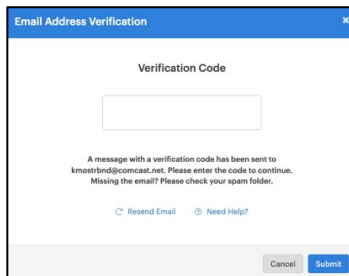 Email Address Verification ×
Verification Code
A message with a verification code has been sent to
kmostrbnd@comcast.net. Please enter the code to continue.
Missing the email? Please check your spam folder.
Resend Email Need Help?
Cancel Submit